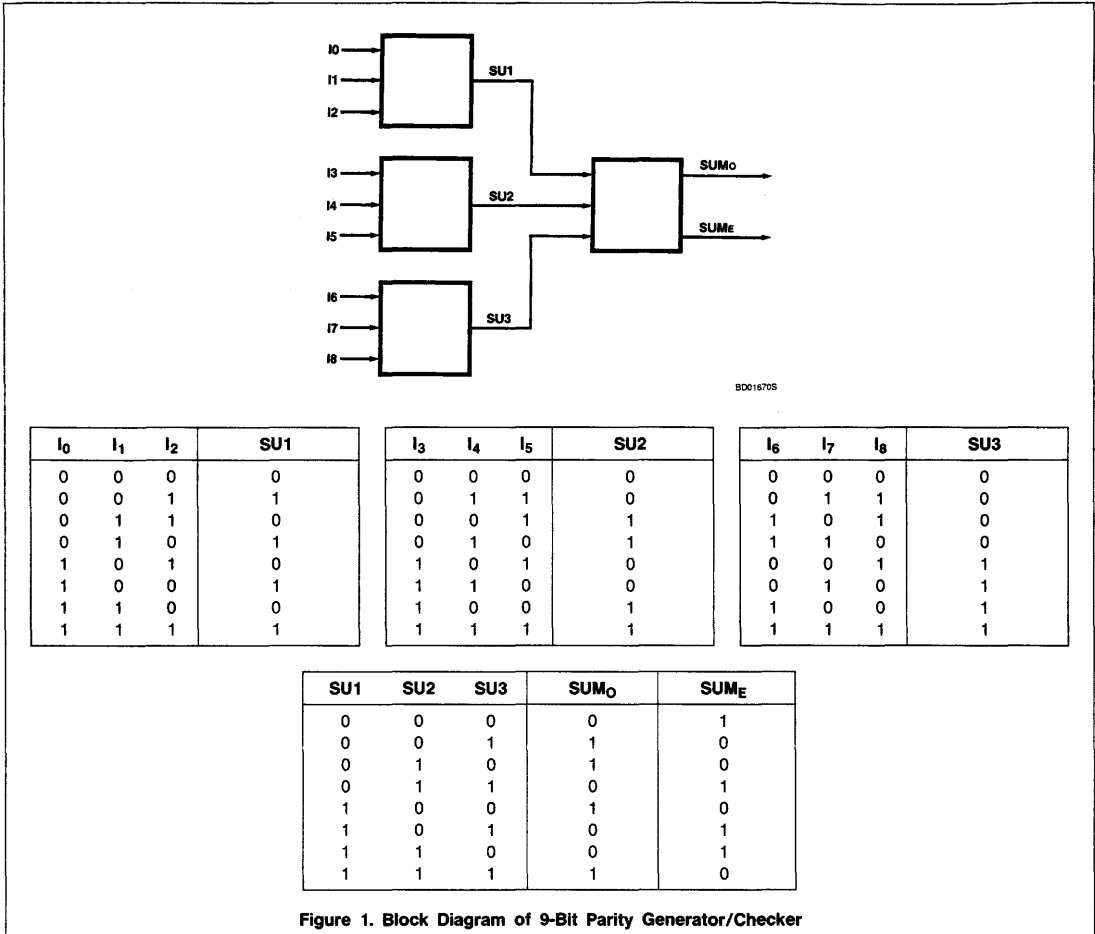 I0
I1
I2
SU1
I3
I4
I5
SU2
SUMO
SUME
I6
I7
I8
SU3
BD01670S
I0 I1 I2 SU1
0 0 0 0
0 0 1 1
0 1 1 0
0 1 0 1
1 0 1 0
1 0 0 1
1 1 0 0
1 1 1 1
I3 I4 I5 SU2
0 0 0 0
0 1 1 0
0 0 1 1
0 1 0 1
1 0 1 0
1 1 0 0
1 0 0 1
1 1 1 1
I6 I7 I8 SU3
0 0 0 0
0 1 1 0
1 0 1 0
1 1 0 0
0 0 1 1
0 1 0 1
1 0 0 1
1 1 1 1
SU1 SU2 SU3 SUMO SUME
0 0 0 0 1
0 0 1 1 0
0 1 0 1 0
0 1 1 0 1
1 0 0 1 0
1 0 1 0 1
1 1 0 0 1
1 1 1 1 0
Figure 1. Block Diagram of 9-Bit Parity Generator/Checker